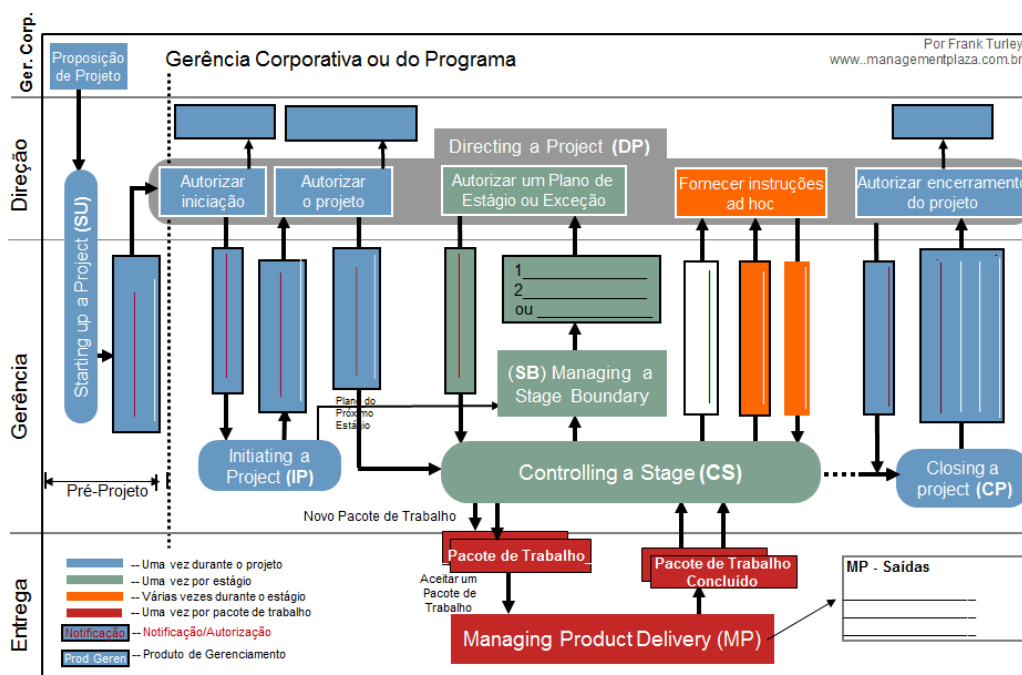 Ger. Corp.
Proposição
de Projeto
Gerência Corporativa ou do Programa
Por Frank Turley
www..managementplaza.com.br
Direção
Directing a Project (DP)
Autorizar
iniciação
Autorizar
o projeto
Autorizar um Plano de
Estágio ou Exceção
Fornecer instruções
ad hoc
Autorizar encerramento
do projeto
Starting up a Project (SU)
Gerência
1_______________
2_______________
ou _____________
(SB) Managing a
Stage Boundary
Plano do
Próximo
Estágio
Initiating a
Project (IP)
Controlling a Stage (CS)
Closing a
project (CP)
Pré-Projeto
Novo Pacote de Trabalho
Entrega
Pacote de Trabalho_
Aceitar um
Pacote de
Trabalho
Pacote de Trabalho
Concluído
Managing Product Delivery (MP)
MP - Saídas
-- Uma vez durante o projeto
-- Uma vez por estágio
-- Várias vezes durante o estágio
-- Uma vez por pacote de trabalho
Notificação -- Notificação/Autorização
Prod Geren -- Produto de Gerenciamento